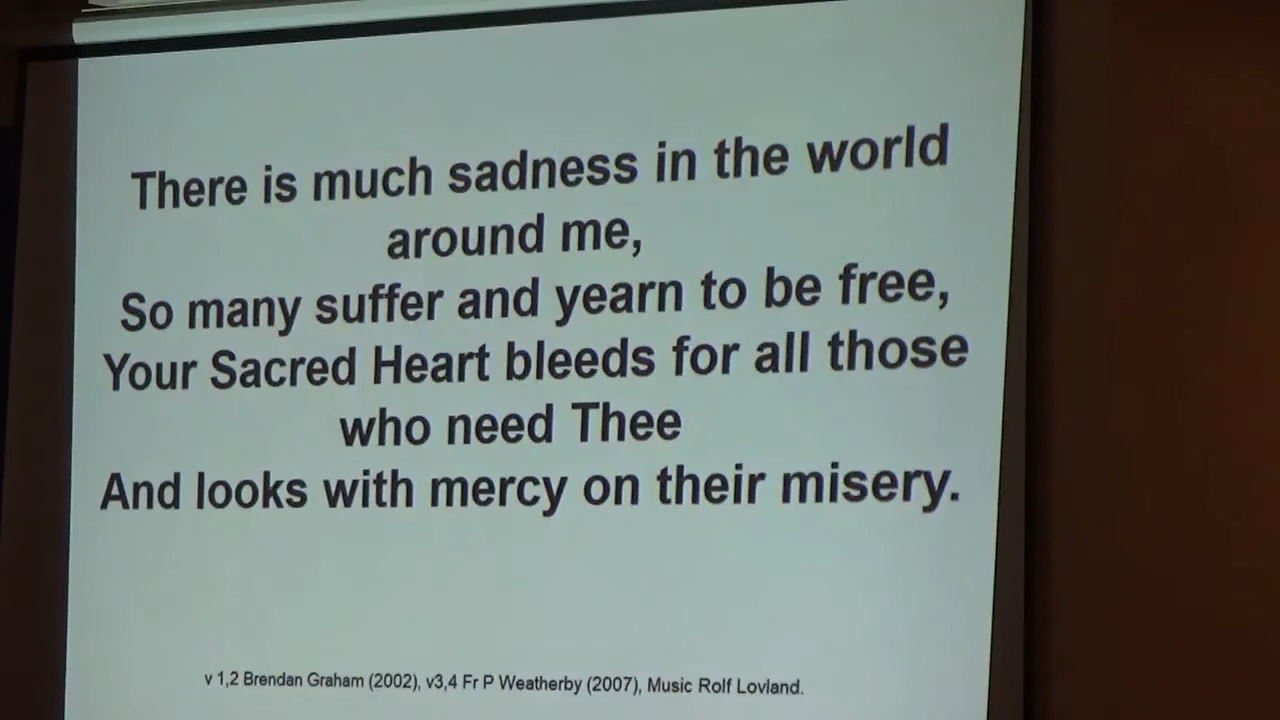 There is much sadness in the world
around me,
So many suffer and yearn to be free,
Your Sacred Heart bleeds for all those
who need Thee
And looks with mercy on their misery.
v 1,2 Brendan Graham (2002), v3,4 Fr P Weatherby (2007), Music Rolf Lovland.